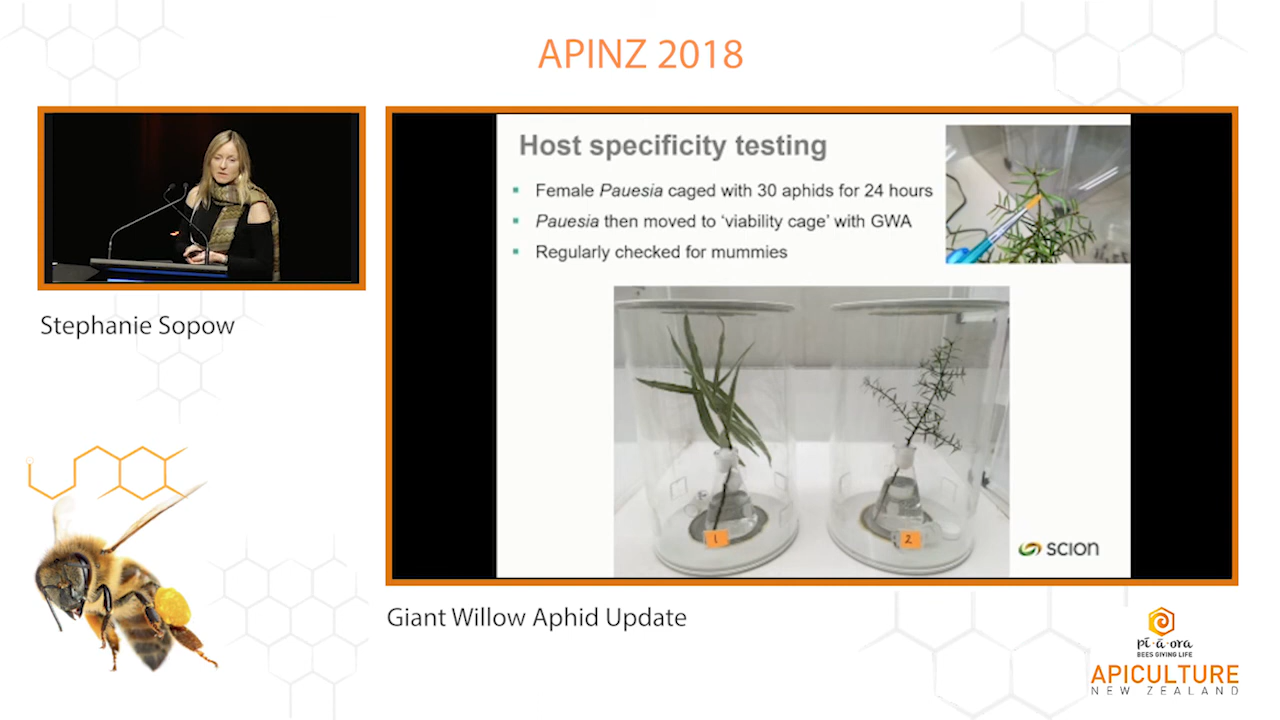 APINZ 2018
Stephanie Sopow
Host specificity testing
Female Pauesia caged with 30 aphids for 24 hours
Pauesia then moved to ‘viability cage’ with GWA
Regularly checked for mummies
1
2
scion
Giant Willow Aphid Update
pī-ā-ora
BEES GIVING LIFE
APICULTURE
NEW ZEALAND